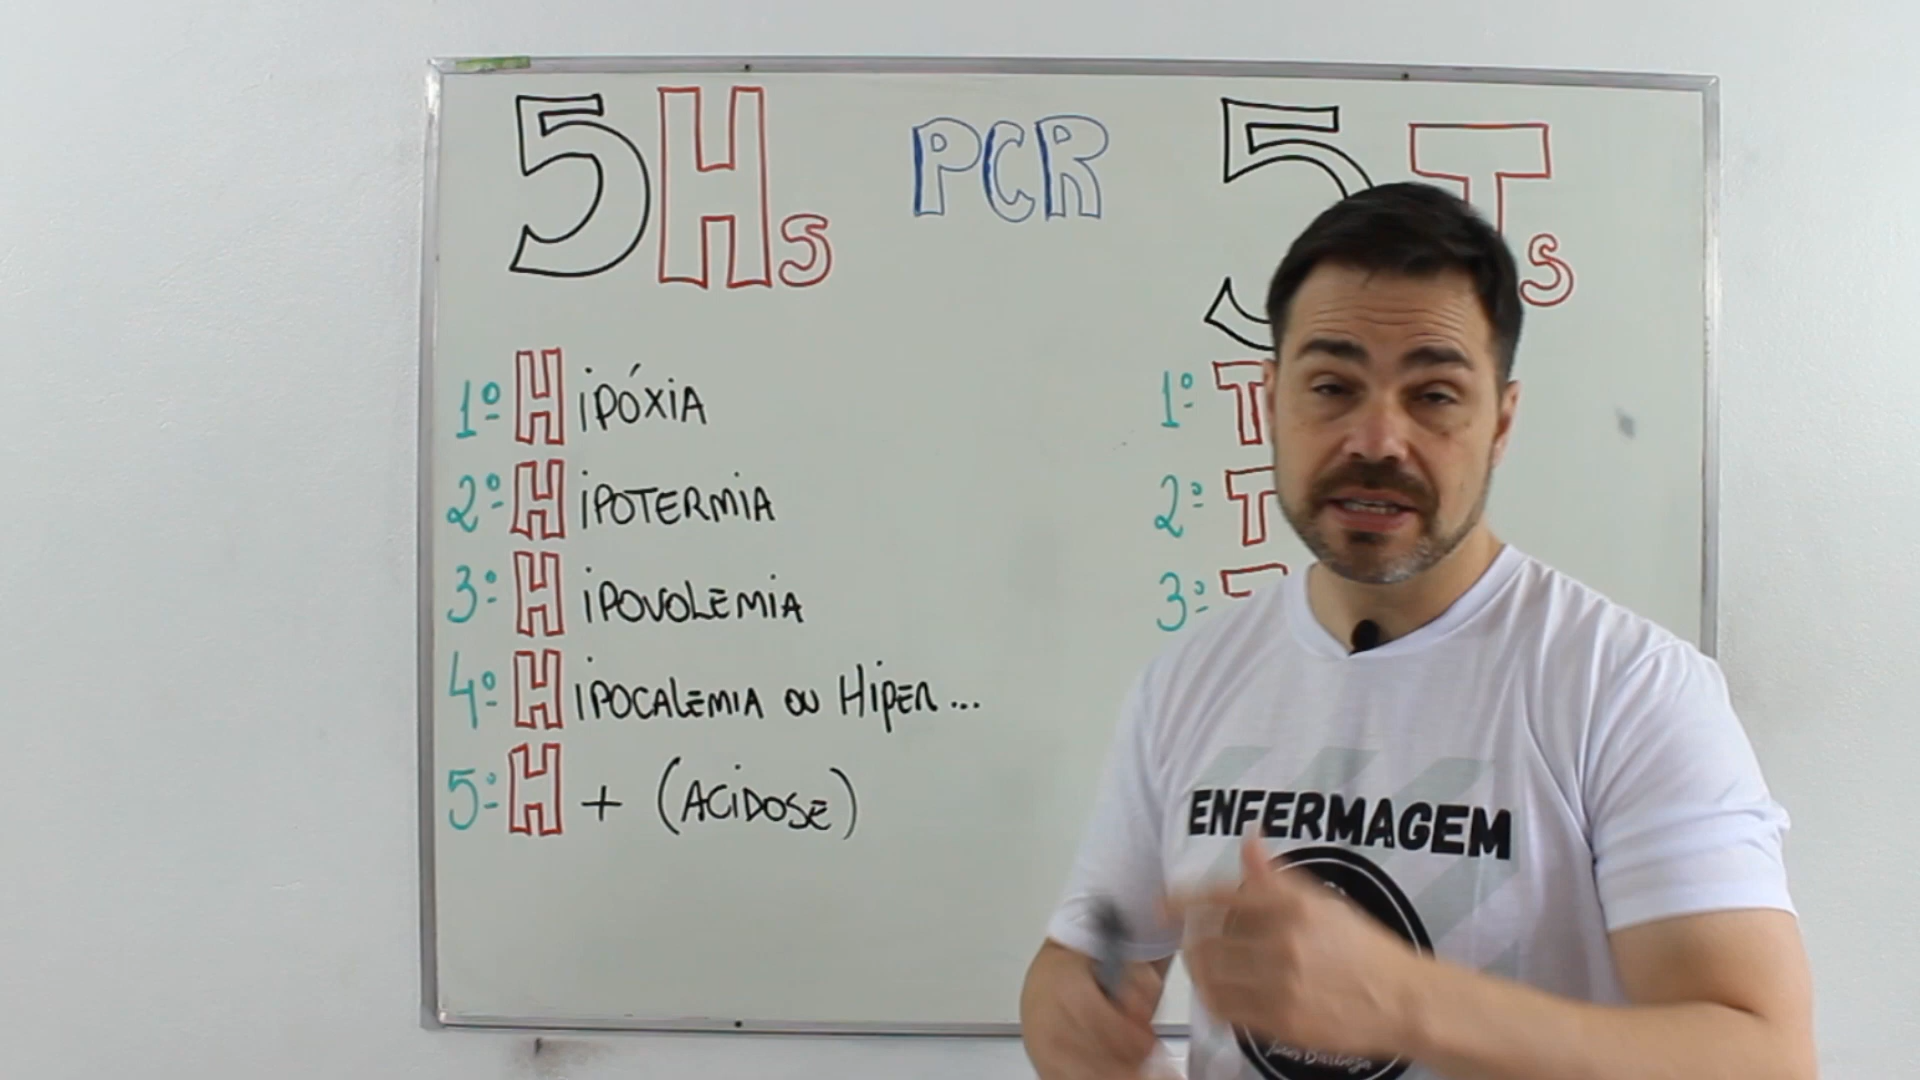 5Hs PCR 5Ts
1º Hipóxia
2º Hipotermia
3º Hipovolemia
4º Hipocalemia ou Hiper...
5º H + (Acidose)
1º T
2º T
3º
ENFERMAGEM